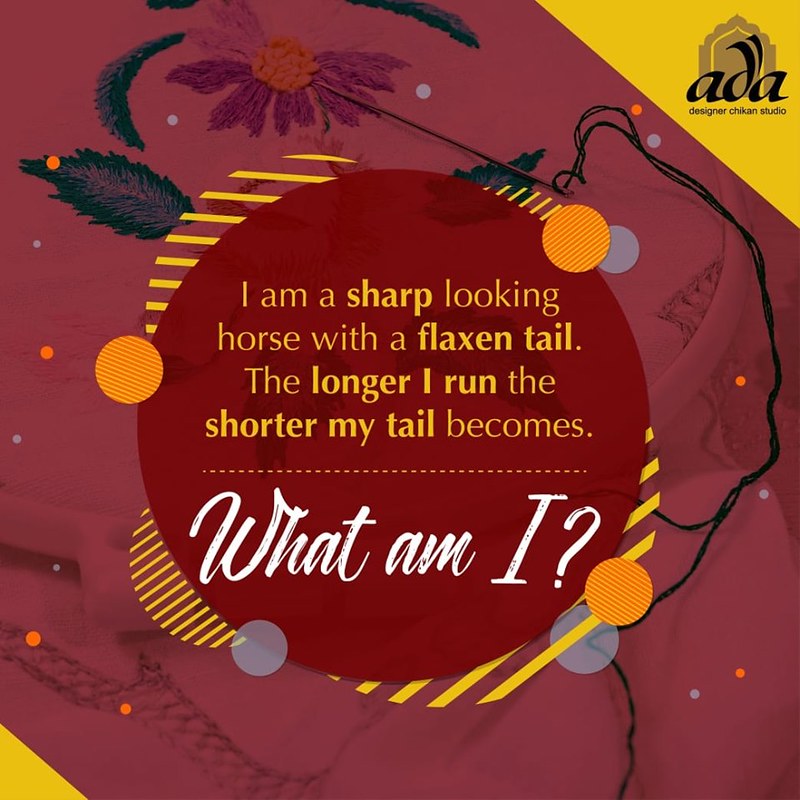 ada
designer chikan studio
I am a sharp looking
horse with a flaxen tail.
The longer I run the
shorter my tail becomes.
What am I?